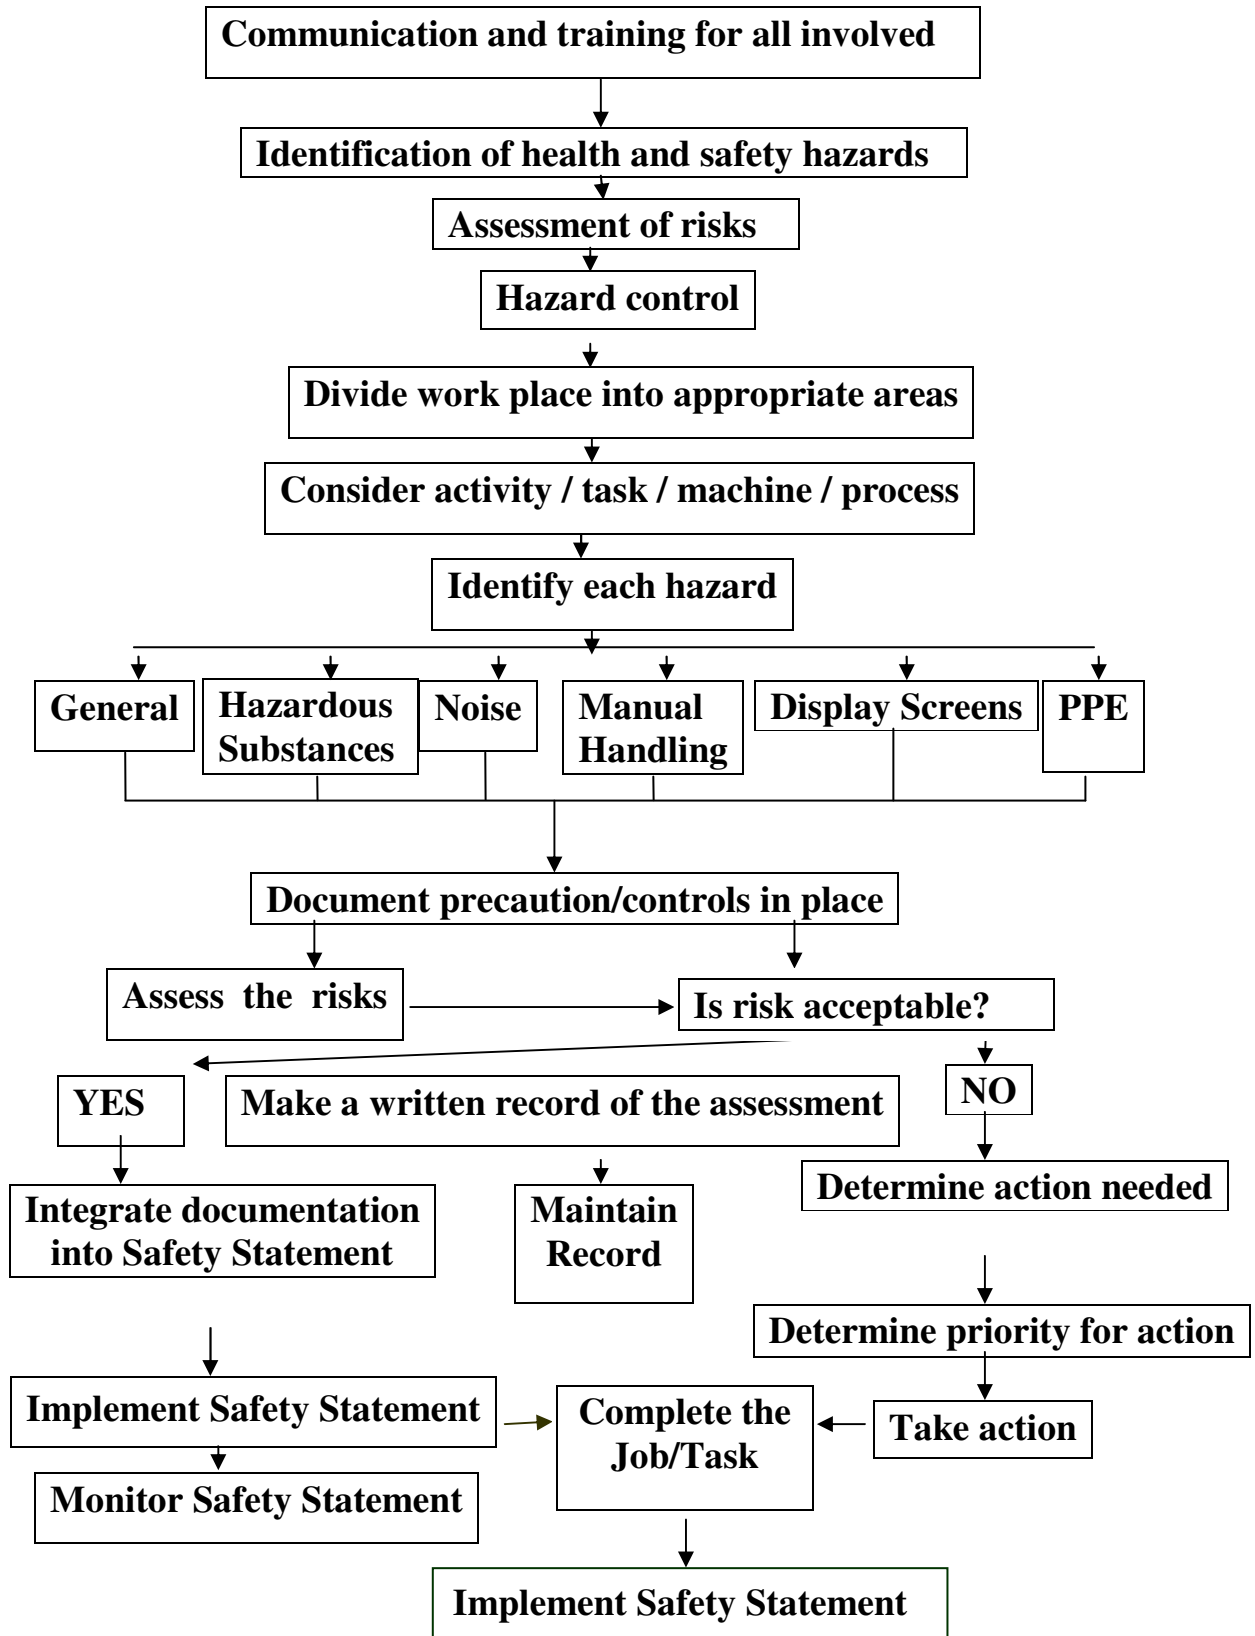 Communication and training for all involved
Identification of health and safety hazards
Assessment of risks
Hazard control
Divide work place into appropriate areas
Consider activity / task / machine / process
Identify each hazard
General
Hazardous
Substances
Noise
Manual
Handling
Display Screens
PPE
Document precaution/controls in place
Assess the risks
Is risk acceptable?
YES
Make a written record of the assessment
NO
Integrate documentation
into Safety Statement
Maintain
Record
Determine action needed
Determine priority for action
Implement Safety Statement
Complete the
Job/Task
Take action
Monitor Safety Statement
Implement Safety Statement